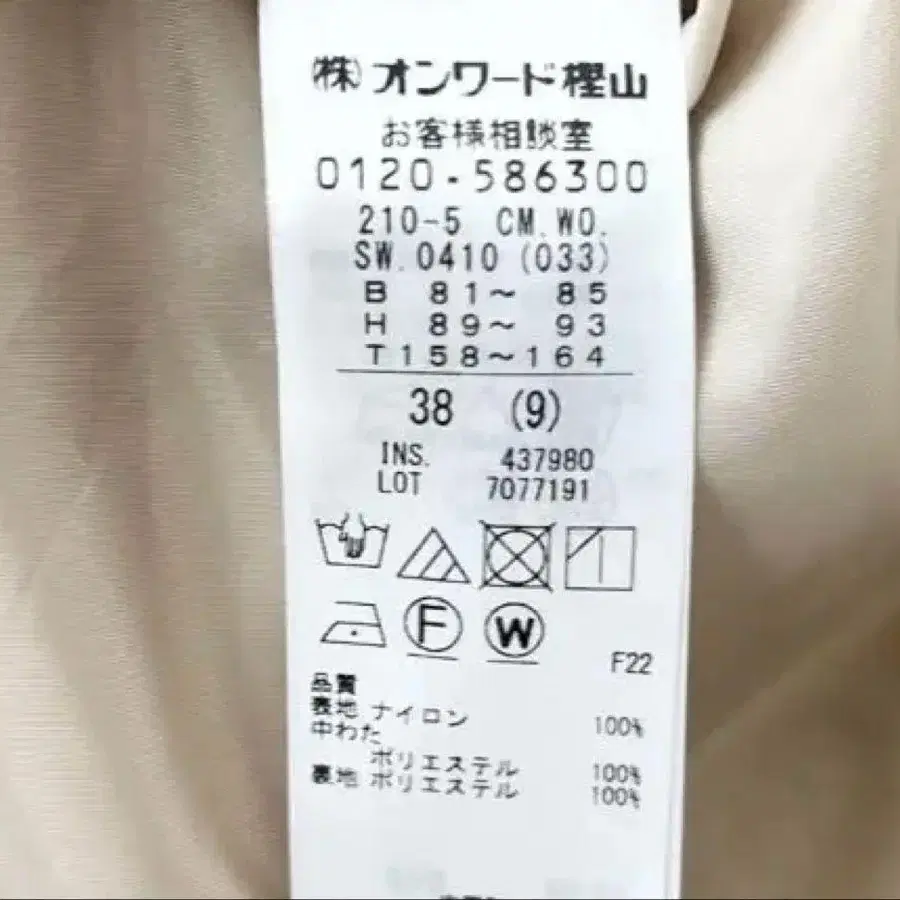 (株)オンワード樫山
お客様相談室
0120-586300
210-5 CM.WO.
SW.0410 (033)
B 81～ 85
H 89～ 93
T158～164
38 (9)
INS. 437980
LOT 7077191
F W
F22
品質
表地 ナイロン 100%
中わた
ポリエステル 100%
裏地 ポリエステル 100%